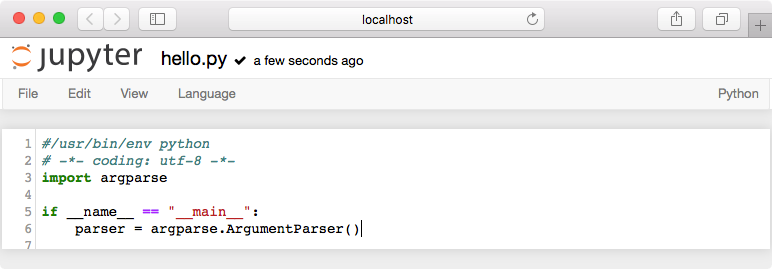 localhost
jupyter hello.py ✔ a few seconds ago
File Edit View Language Python
1 #/usr/bin/env python
2 # -*- coding: utf-8 -*-
3 import argparse
4
5 if __name__ == "__main__":
6     parser = argparse.ArgumentParser()
7